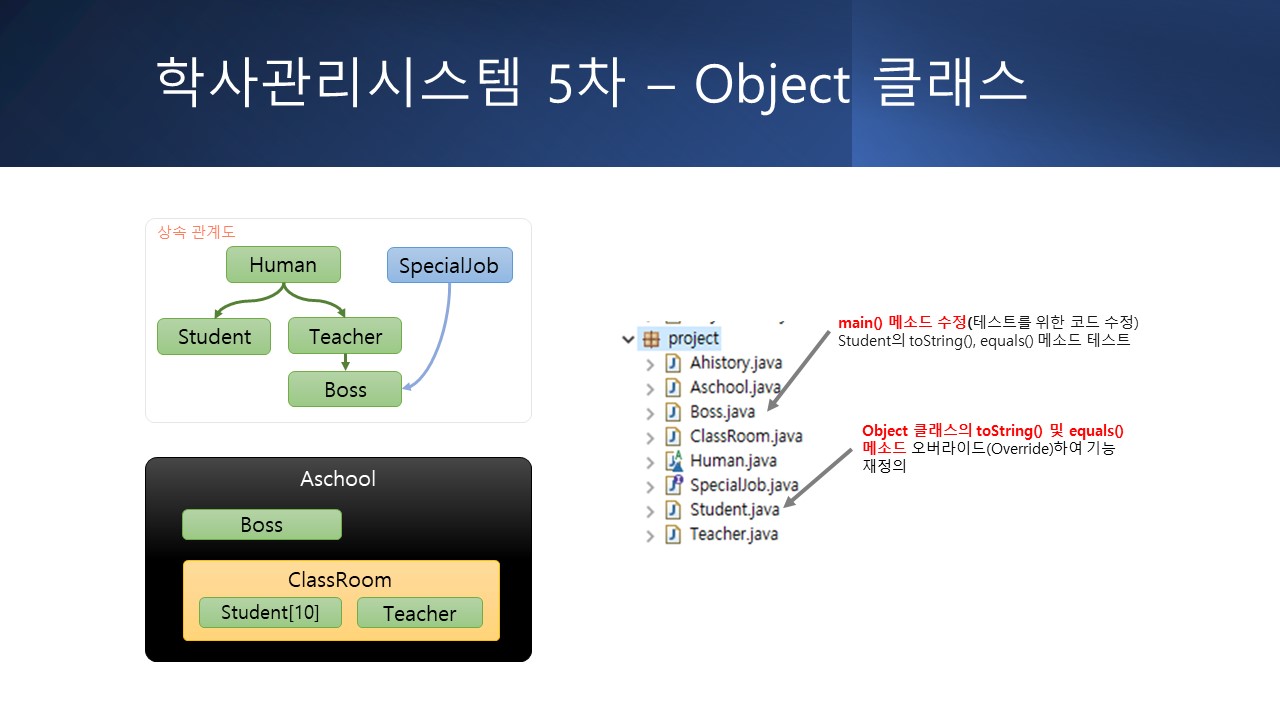 학사관리시스템 5차 – Object 클래스
상속 관계도
Human
SpecialJob
Student
Teacher
Boss
Aschool
Boss
ClassRoom
Student[10]
Teacher
project
Ahistory.java
Aschool.java
Boss.java
ClassRoom.java
Human.java
SpecialJob.java
Student.java
Teacher.java
main() 메소드 수정(테스트를 위한 코드 수정)
Student의 toString(), equals() 메소드 테스트
Object 클래스의 toString() 및 equals()
메소드 오버라이드(Override)하여 기능
재정의